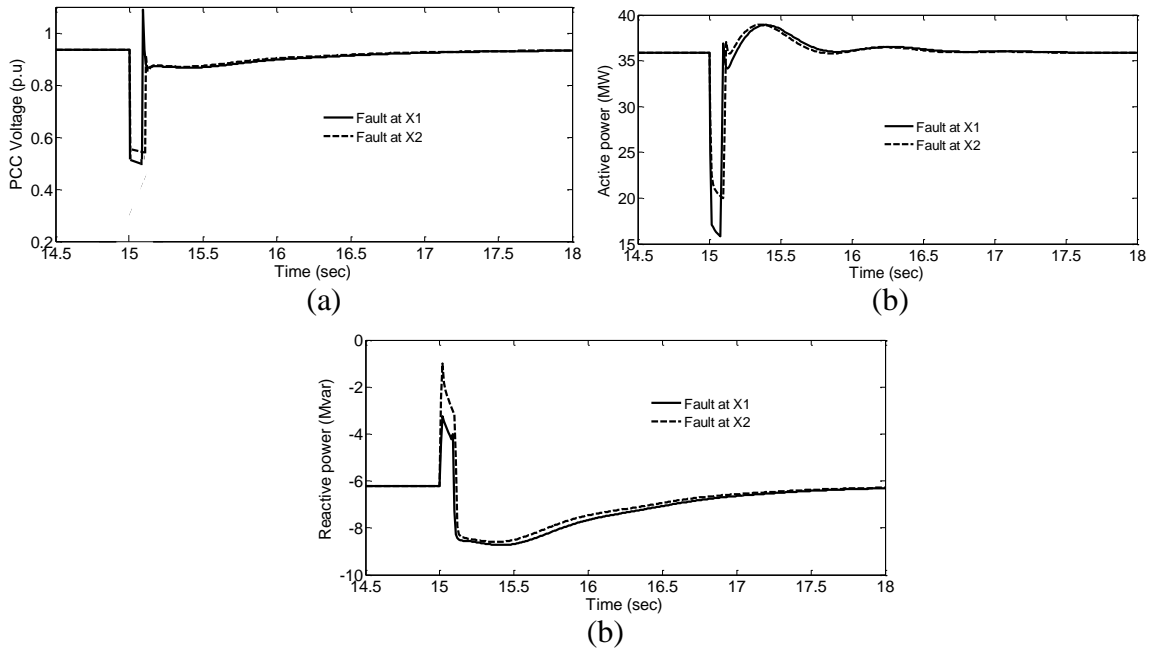 PCC Voltage (p.u)
1
0.8
0.6
0.4
0.2
14.5 15 15.5 16 16.5 17 17.5 18
Time (sec)
Fault at X1
Fault at X2
(a)
Active power (MW)
40
35
30
25
20
15
14.5 15 15.5 16 16.5 17 17.5 18
Time (sec)
Fault at X1
Fault at X2
(b)
Reactive power (Mvar)
0
-2
-4
-6
-8
-10
14.5 15 15.5 16 16.5 17 17.5 18
Time (sec)
Fault at X1
Fault at X2
(b)